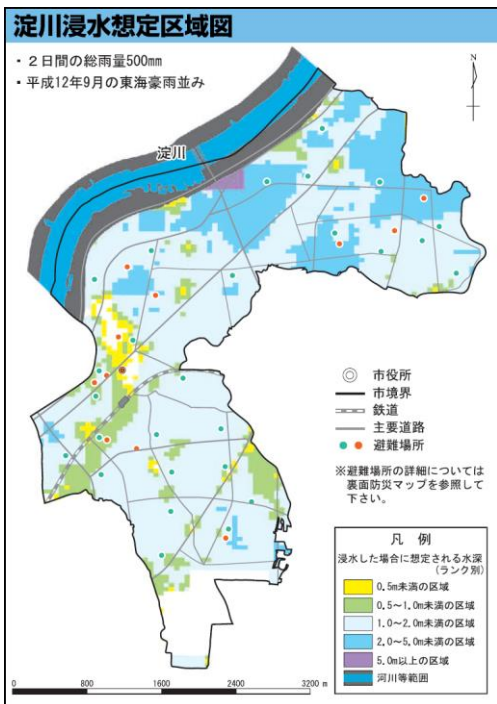 淀川浸水想定区域図
・２日間の総雨量500mm
・平成12年9月の東海豪雨並み
N
淀川
市役所
市境界
鉄道
主要道路
避難場所
※避難場所の詳細については
裏面防災マップを参照して
下さい。
凡例
浸水した場合に想定される水深
(ランク別)
0.5m未満の区域
0.5～1.0m未満の区域
1.0～2.0m未満の区域
2.0～5.0m未満の区域
5.0m以上の区域
河川等範囲
0 800 1600 2400 3200 m